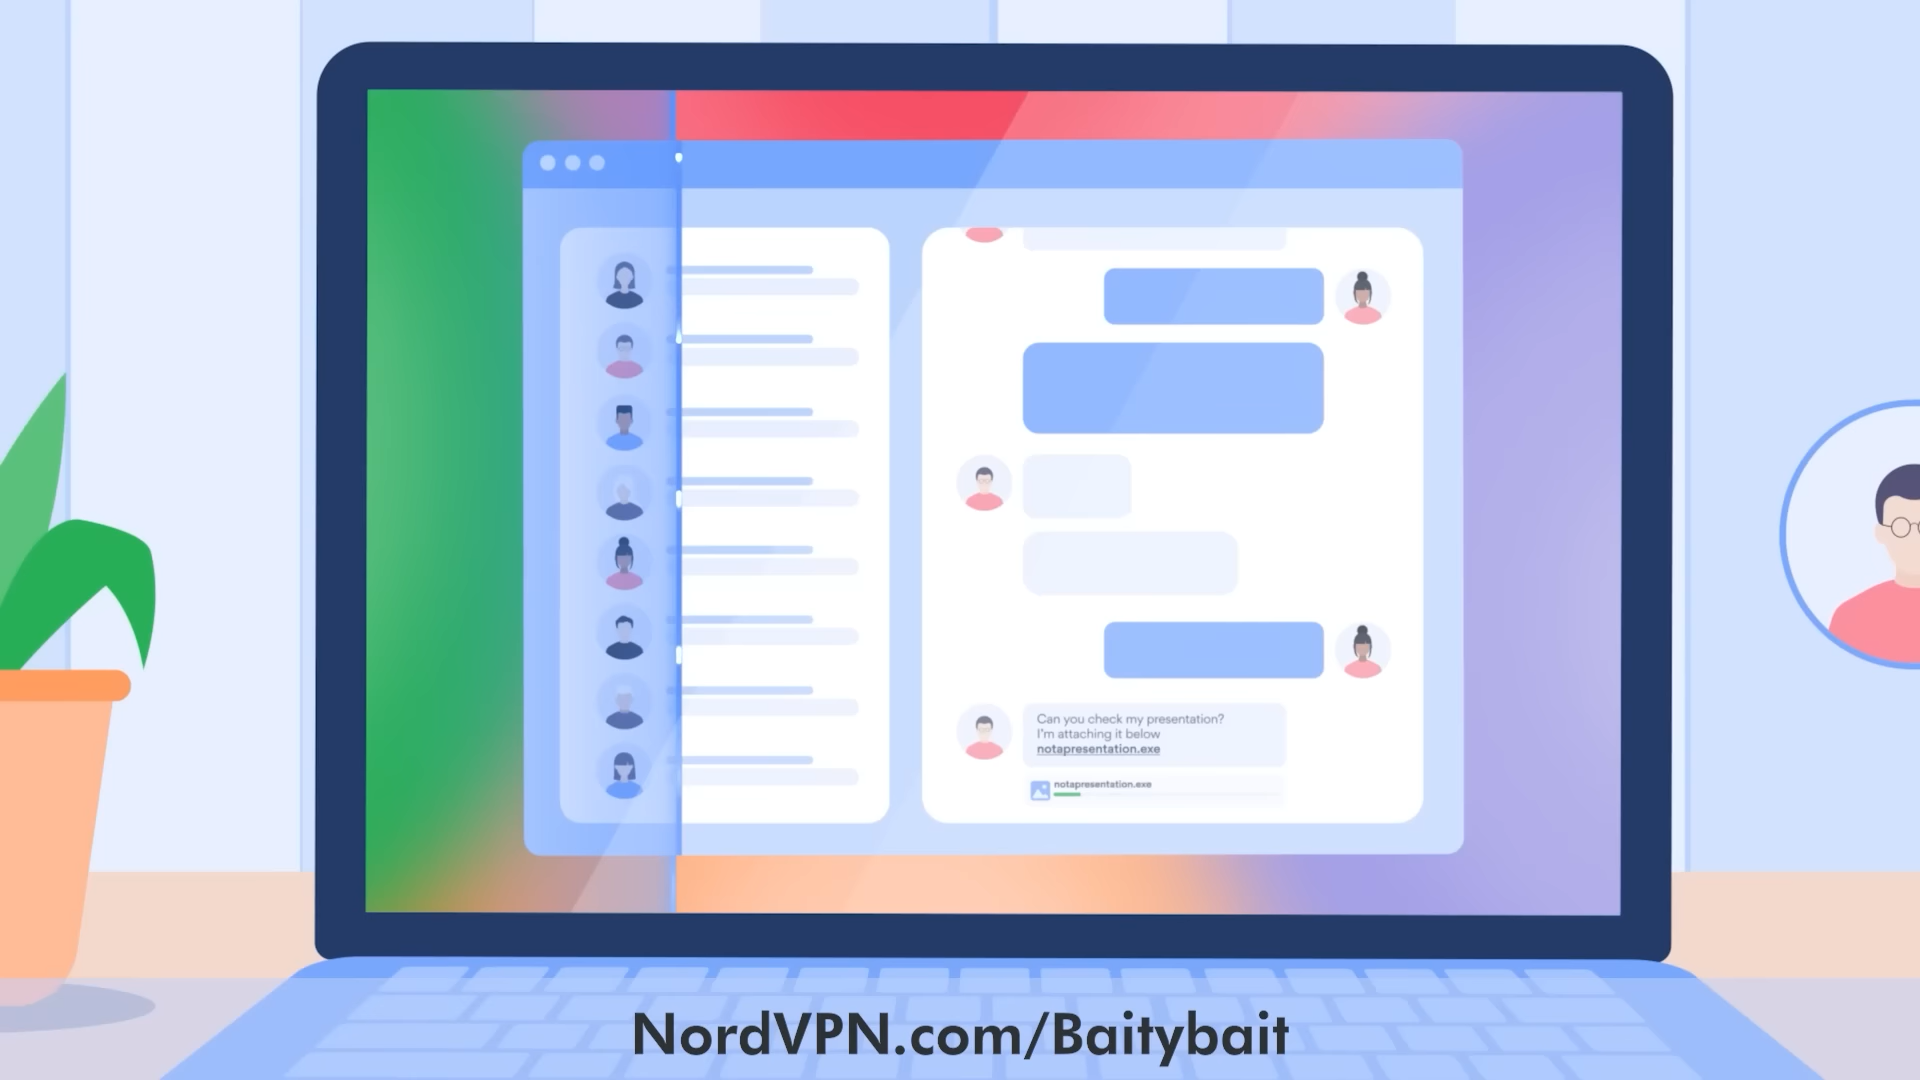 Can you check my presentation?
I'm attaching it below
notapresentation.exe
notapresentation.exe
NordVPN.com/Baitybait